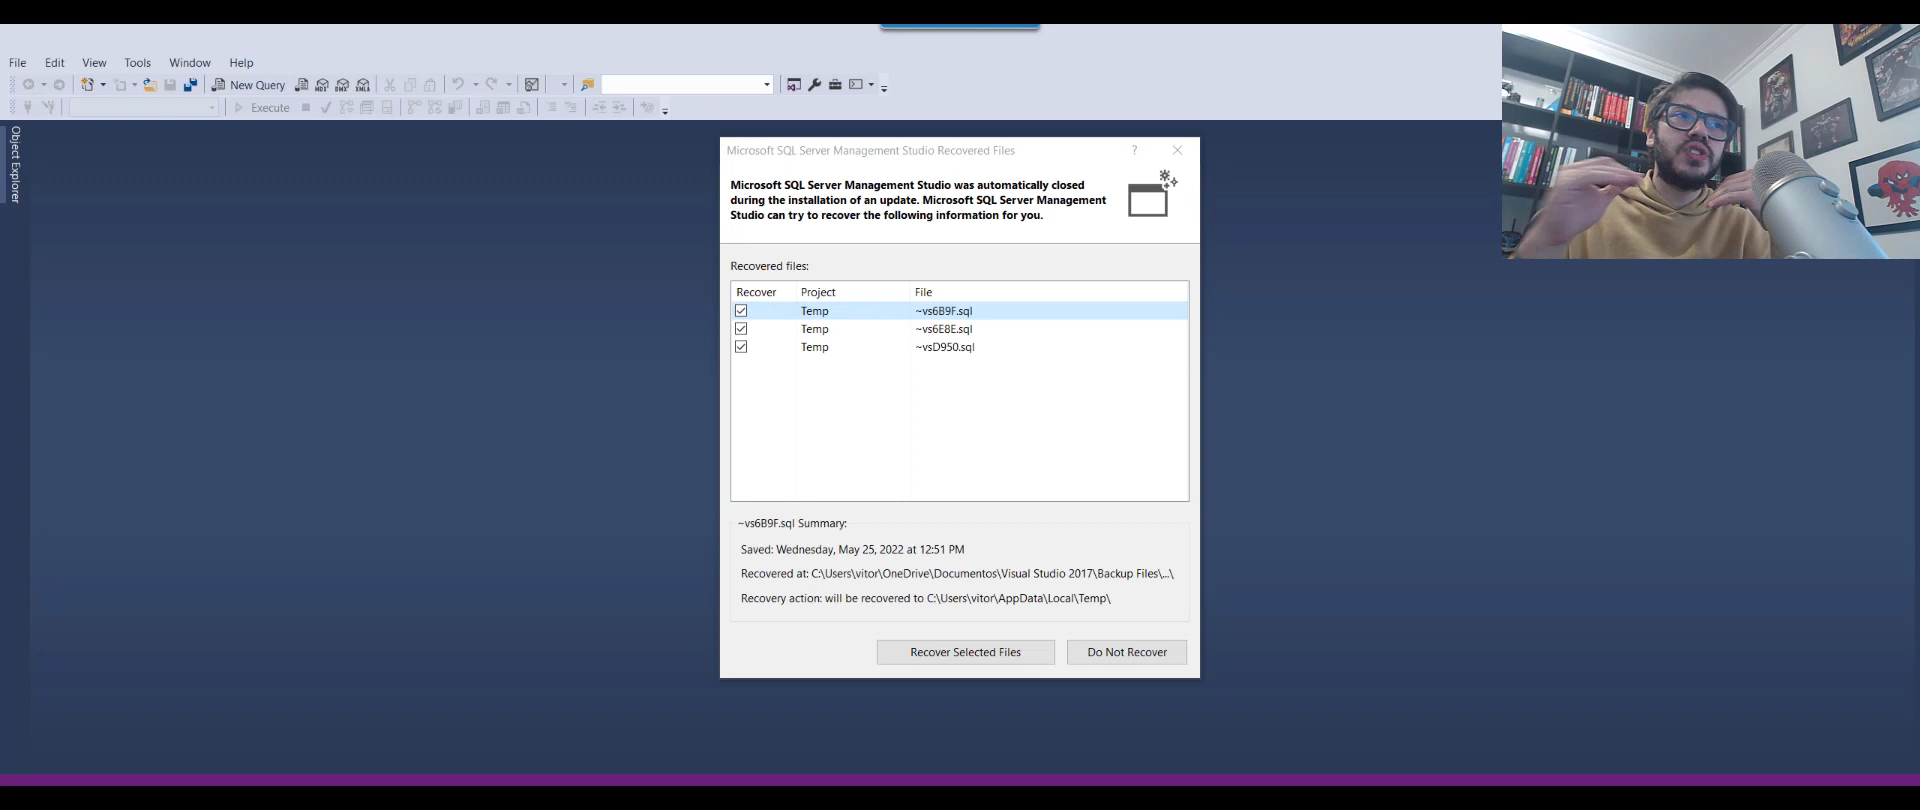 File Edit View Tools Window Help
New Query
Execute
Object Explorer
Microsoft SQL Server Management Studio Recovered Files ?
Microsoft SQL Server Management Studio was automatically closed
during the installation of an update. Microsoft SQL Server Management
Studio can try to recover the following information for you.
Recovered files:
Recover Project File
Temp ~vs6B9F.sql
Temp ~vs6E8E.sql
Temp ~vsD950.sql
~vs6B9F.sql Summary:
Saved: Wednesday, May 25, 2022 at 12:51 PM
Recovered at: C:\Users\vitor\OneDrive\Documentos\Visual Studio 2017\Backup Files\...\
Recovery action: will be recovered to C:\Users\vitor\AppData\Local\Temp\
Recover Selected Files Do Not Recover